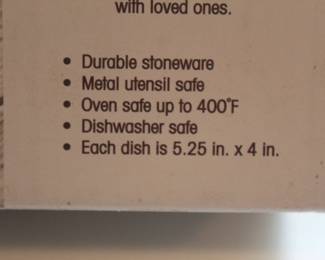 with loved ones.
• Durable stoneware
• Metal utensil safe
• Oven safe up to 400°F
• Dishwasher safe
• Each dish is 5.25 in. x 4 in.